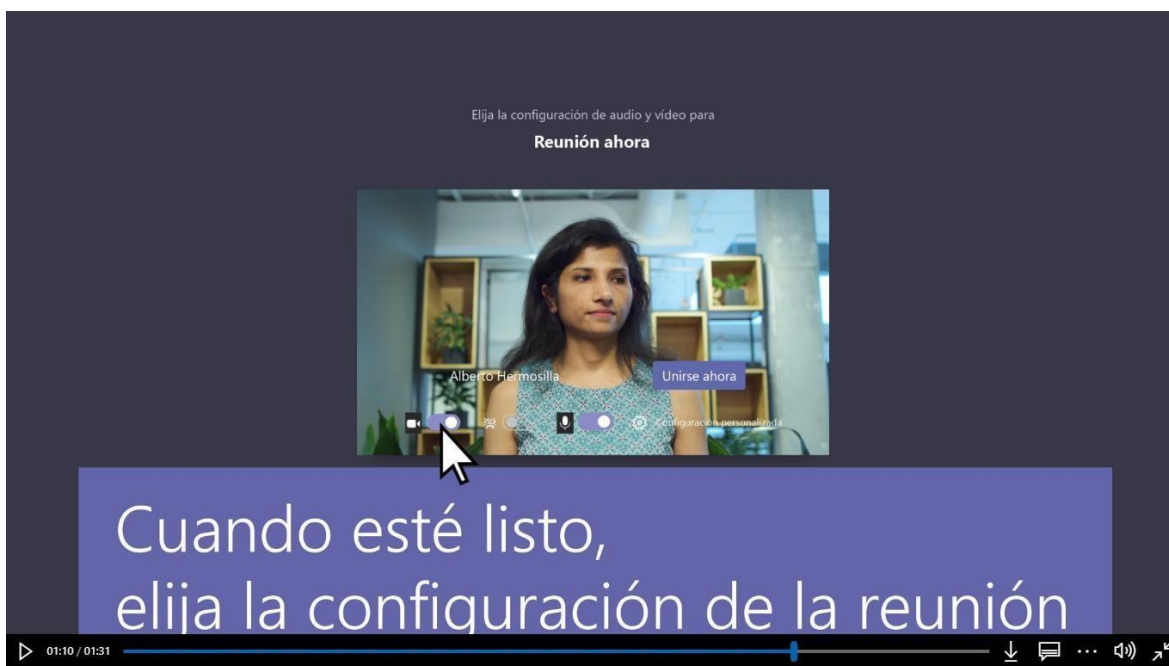 Elija la configuración de audio y vídeo para
Reunión ahora
Alberto Hermosilla
Unirse ahora
Configuración personalizada
Cuando esté listo,
elija la configuración de la reunión
01:10 / 01:31